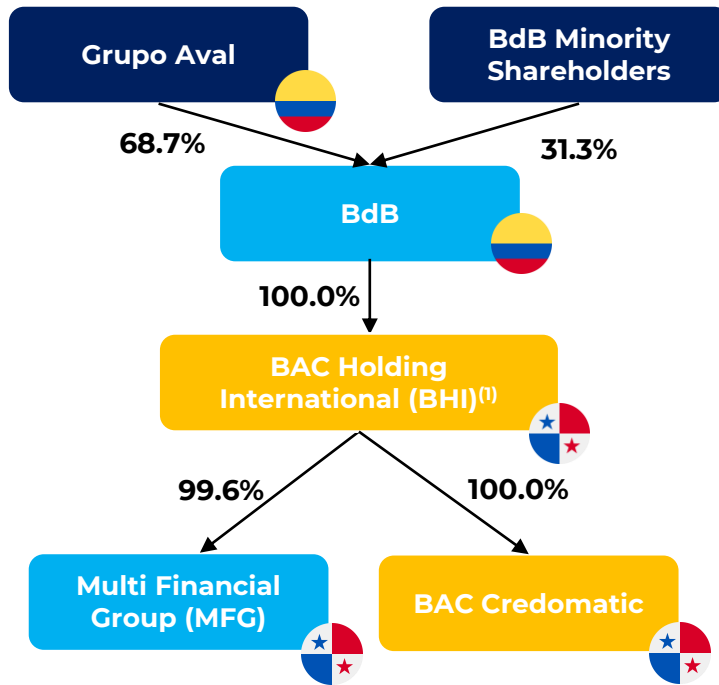 Grupo Aval
BdB Minority
Shareholders
68.7%
31.3%
BdB
100.0%
BAC Holding
International (BHI)(1)
99.6%
100.0%
Multi Financial
Group (MFG)
BAC Credomatic